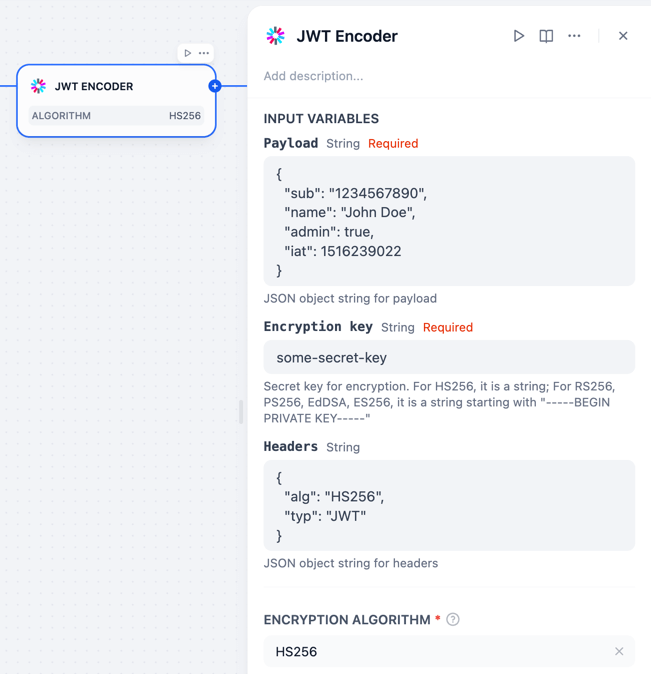 JWT ENCODER
ALGORITHM HS256
JWT Encoder
Add description...
INPUT VARIABLES
Payload String Required
{
"sub": "1234567890",
"name": "John Doe",
"admin": true,
"iat": 1516239022
}
JSON object string for payload
Encryption key String Required
some-secret-key
Secret key for encryption. For HS256, it is a string; For RS256,
PS256, EdDSA, ES256, it is a string starting with "-----BEGIN
PRIVATE KEY-----"
Headers String
{
"alg": "HS256",
"typ": "JWT"
}
JSON object string for headers
ENCRYPTION ALGORITHM *
HS256